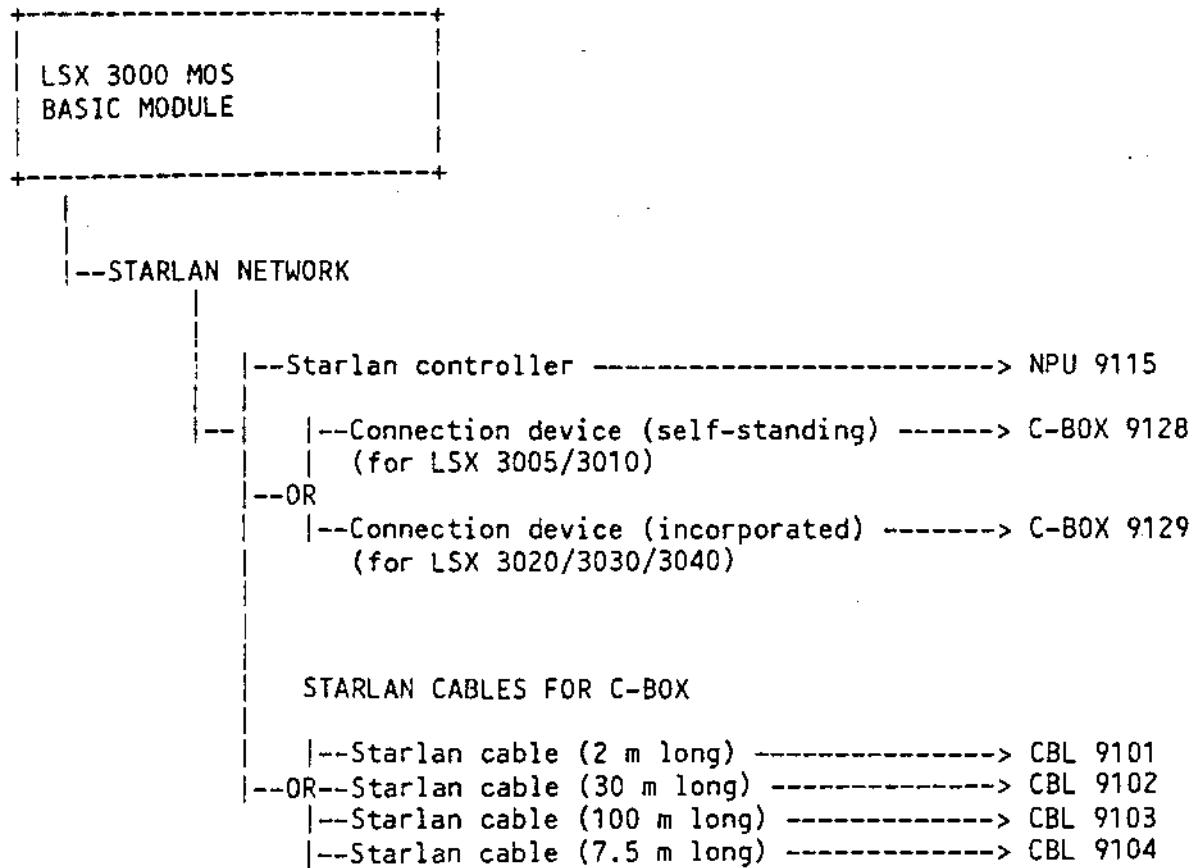 LSX 3000 MOS
BASIC MODULE
|--STARLAN NETWORK
|--Starlan controller --------------------------> NPU 9115
|--Connection device (self-standing) ------> C-BOX 9128
(for LSX 3005/3010)
|--OR
|--Connection device (incorporated) -------> C-BOX 9129
(for LSX 3020/3030/3040)
STARLAN CABLES FOR C-BOX
|--Starlan cable (2 m long) ---------------> CBL 9101
|--OR--Starlan cable (30 m long) --------------> CBL 9102
|--Starlan cable (100 m long) -------------> CBL 9103
|--Starlan cable (7.5 m long) -------------> CBL 9104